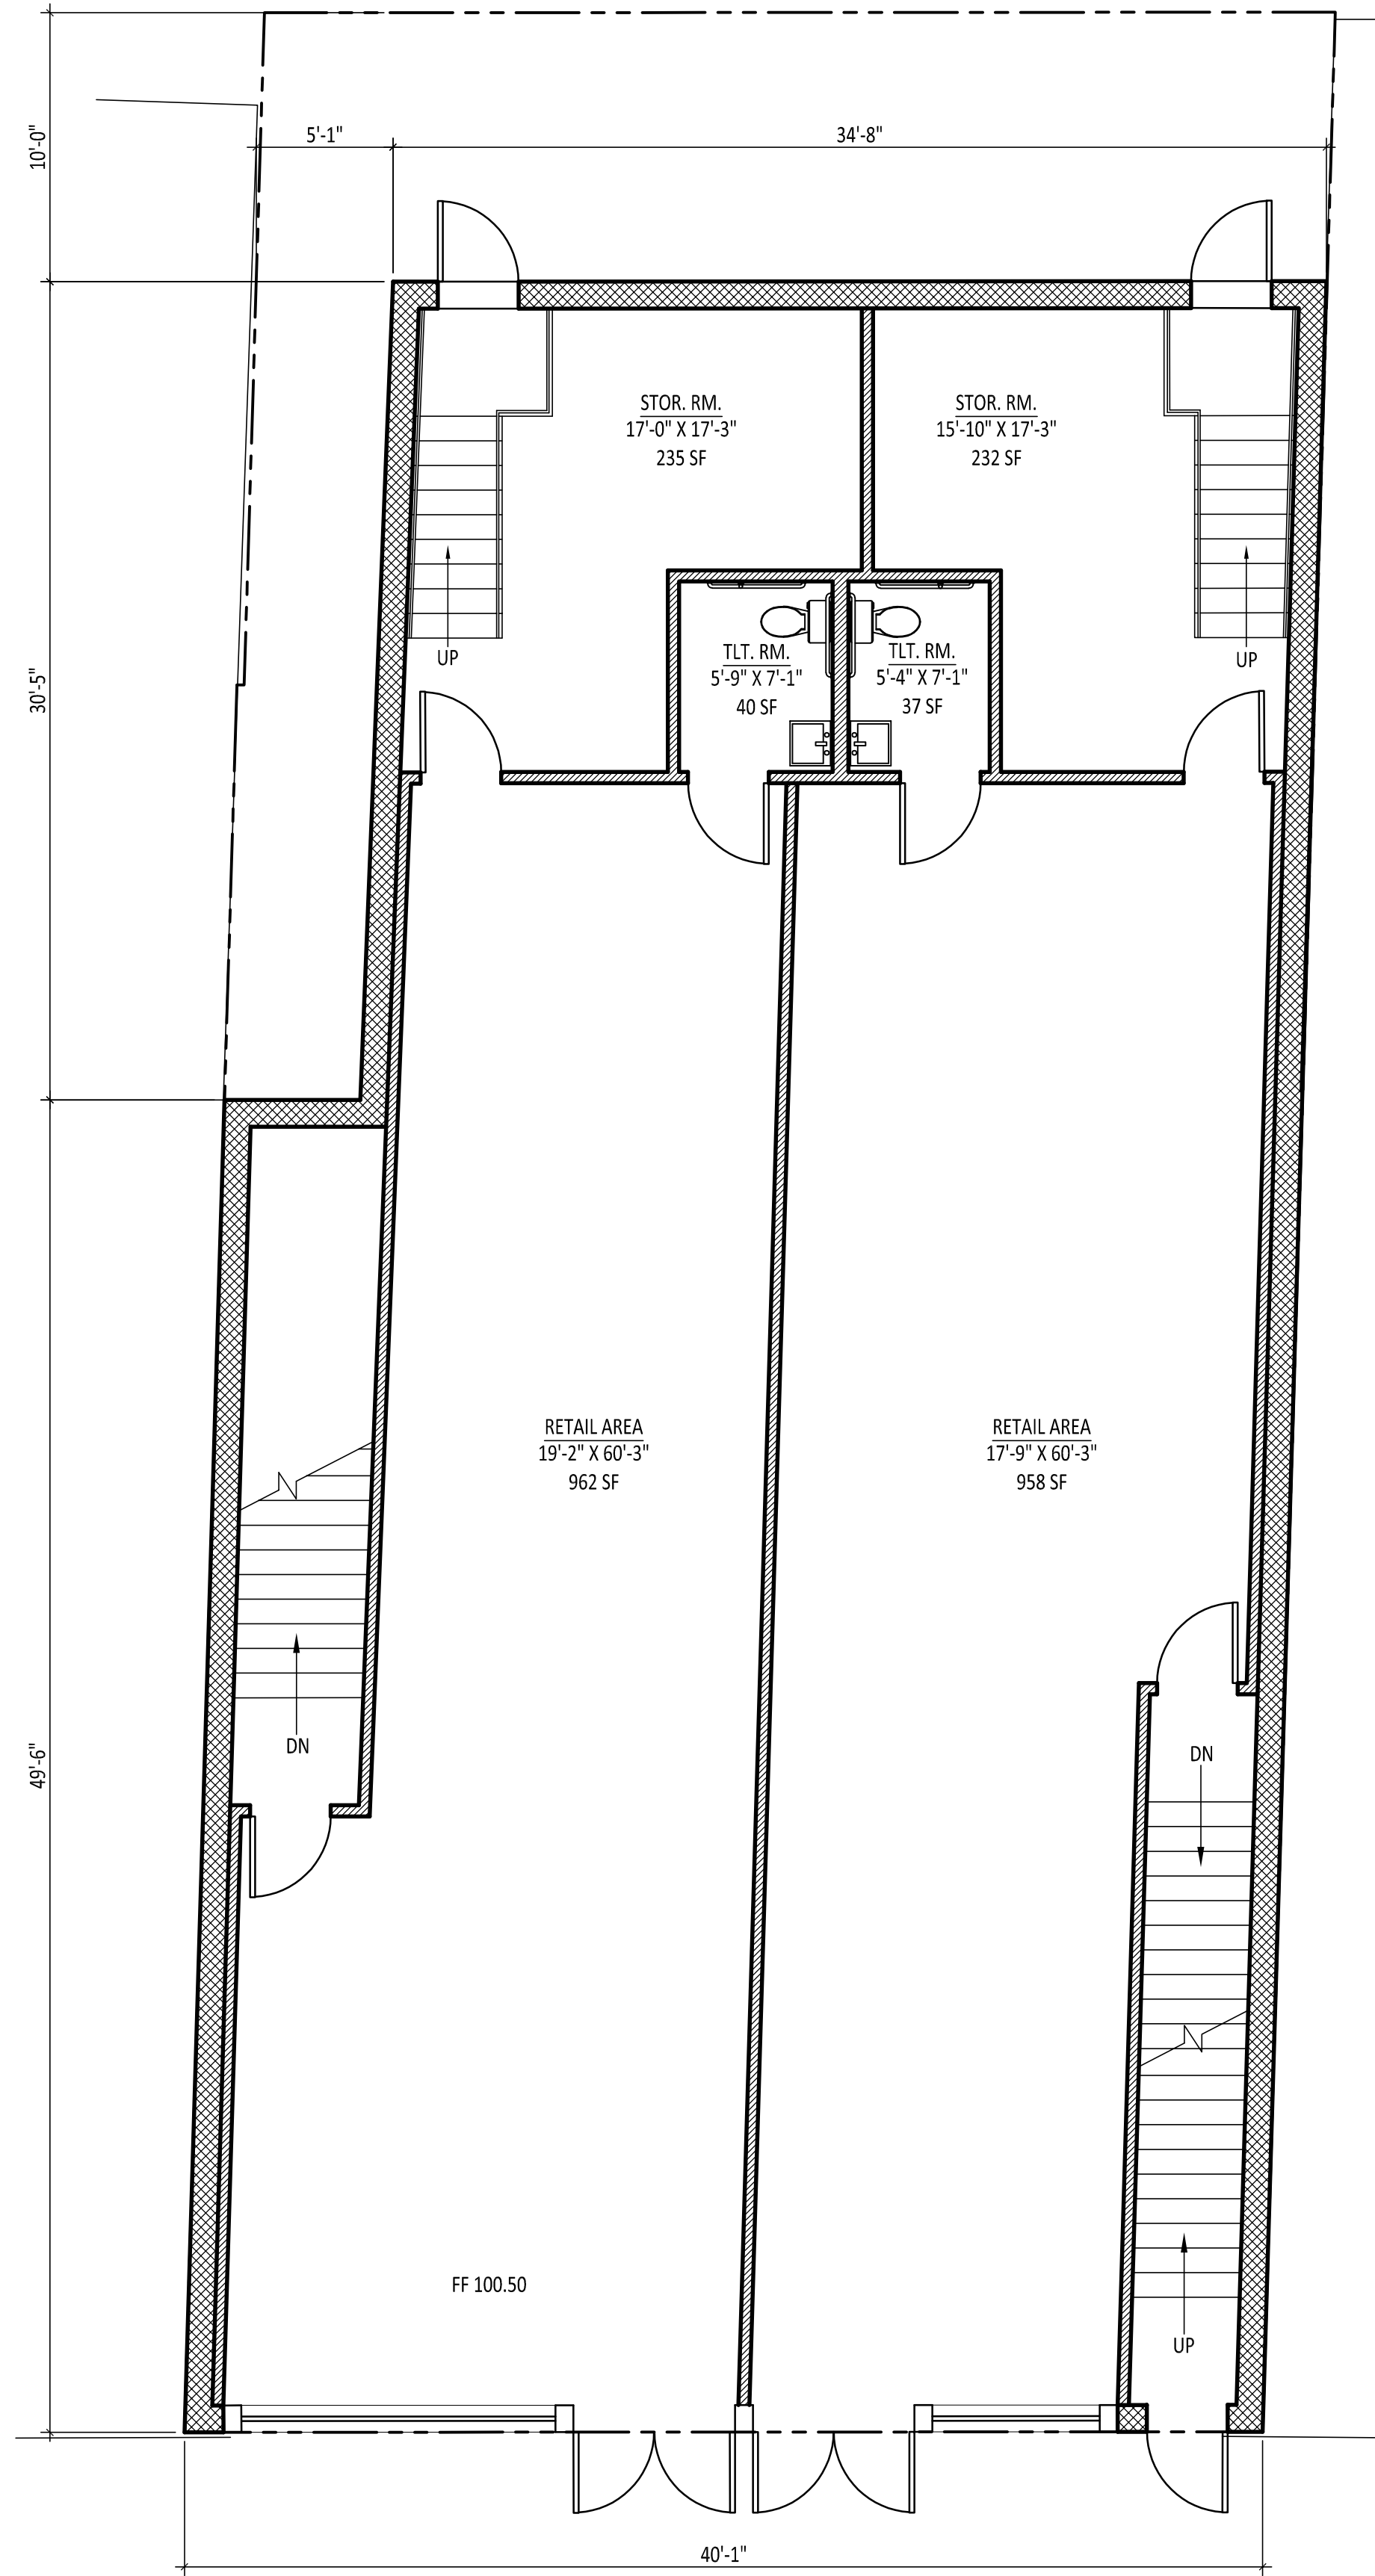 10'-0"
5'-1"
34'-8"
STOR. RM.
17'-0" X 17'-3"
235 SF
STOR. RM.
15'-10" X 17'-3"
232 SF
30'-5"
UP
TLT. RM.
5'-9" X 7'-1"
40 SF
TLT. RM.
5'-4" X 7'-1"
37 SF
UP
RETAIL AREA
19'-2" X 60'-3"
962 SF
RETAIL AREA
17'-9" X 60'-3"
958 SF
49'-6"
DN
DN
FF 100.50
UP
40'-1"